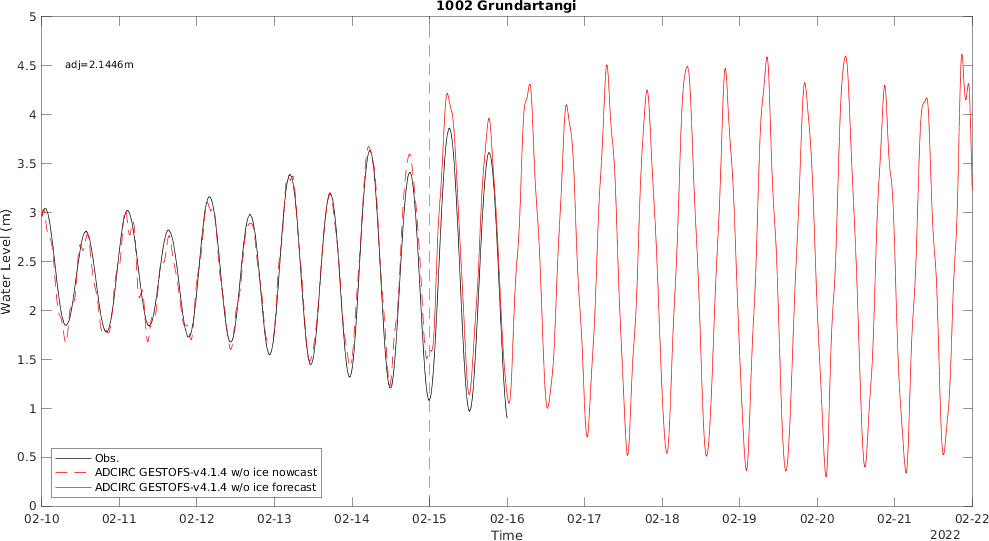 1002 Grundartangi
adj=2.1446m
Water Level (m)
5
4.5
4
3.5
3
2.5
2
1.5
1
0.5
0
Obs.
ADCIRC GESTOFS-v4.1.4 w/o ice nowcast
ADCIRC GESTOFS-v4.1.4 w/o ice forecast
02-10 02-11 02-12 02-13 02-14 02-15 02-16 02-17 02-18 02-19 02-20 02-21 02-22
Time
2022